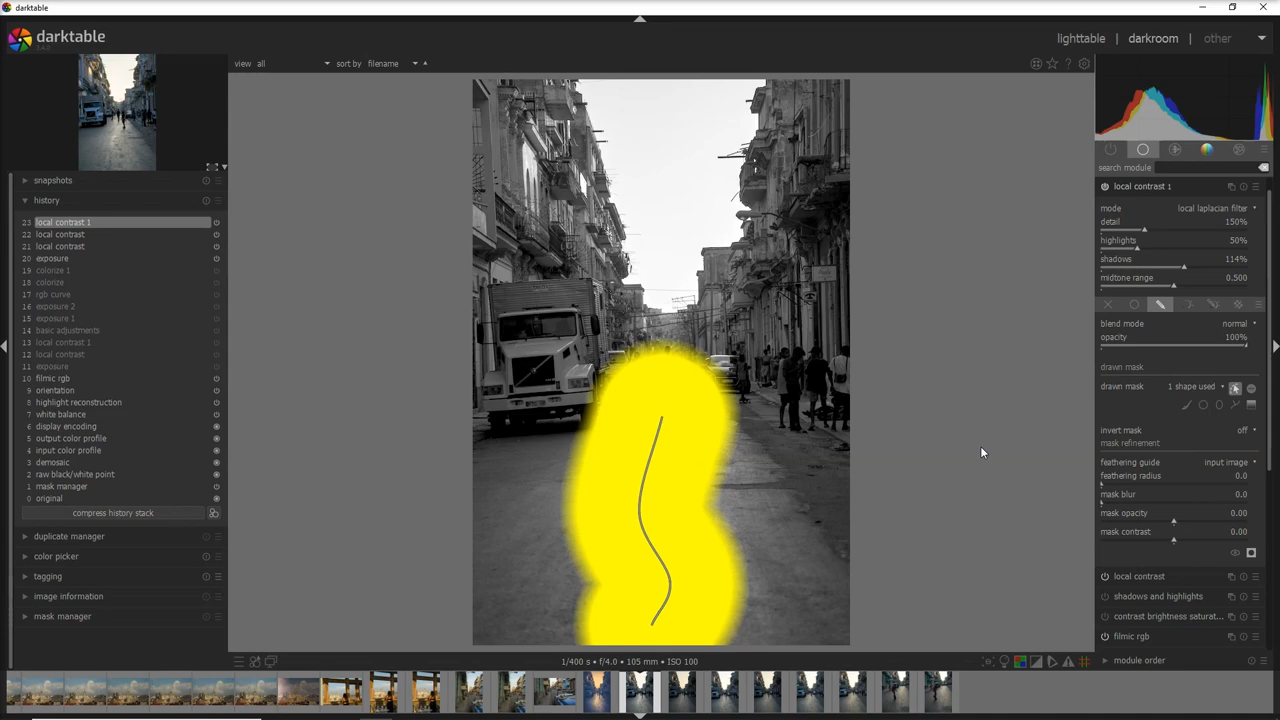 darktable
darktable
3.4.0
lighttable | darkroom | other
view all sort by filename
snapshots
history
23 local contrast 1
22 local contrast
21 local contrast
20 exposure
19 colorize 1
18 colorize
17 rgb curve
16 exposure 2
15 exposure 1
14 basic adjustments
13 local contrast 1
12 local contrast
11 exposure
10 filmic rgb
9 orientation
8 highlight reconstruction
7 white balance
6 display encoding
5 output color profile
4 input color profile
3 demosaic
2 raw black/white point
1 mask manager
0 original
compress history stack
duplicate manager
color picker
tagging
image information
mask manager
1/400 s • f/4.0 • 105 mm • ISO 100
search module
local contrast 1
mode local laplacian filter
detail 150%
highlights 50%
shadows 114%
midtone range 0.500
blend mode normal
opacity 100%
drawn mask
drawn mask 1 shape used
invert mask off
mask refinement
feathering guide input image
feathering radius 0.0
mask blur 0.0
mask opacity 0.00
mask contrast 0.00
local contrast
shadows and highlights
contrast brightness saturat...
filmic rgb
module order